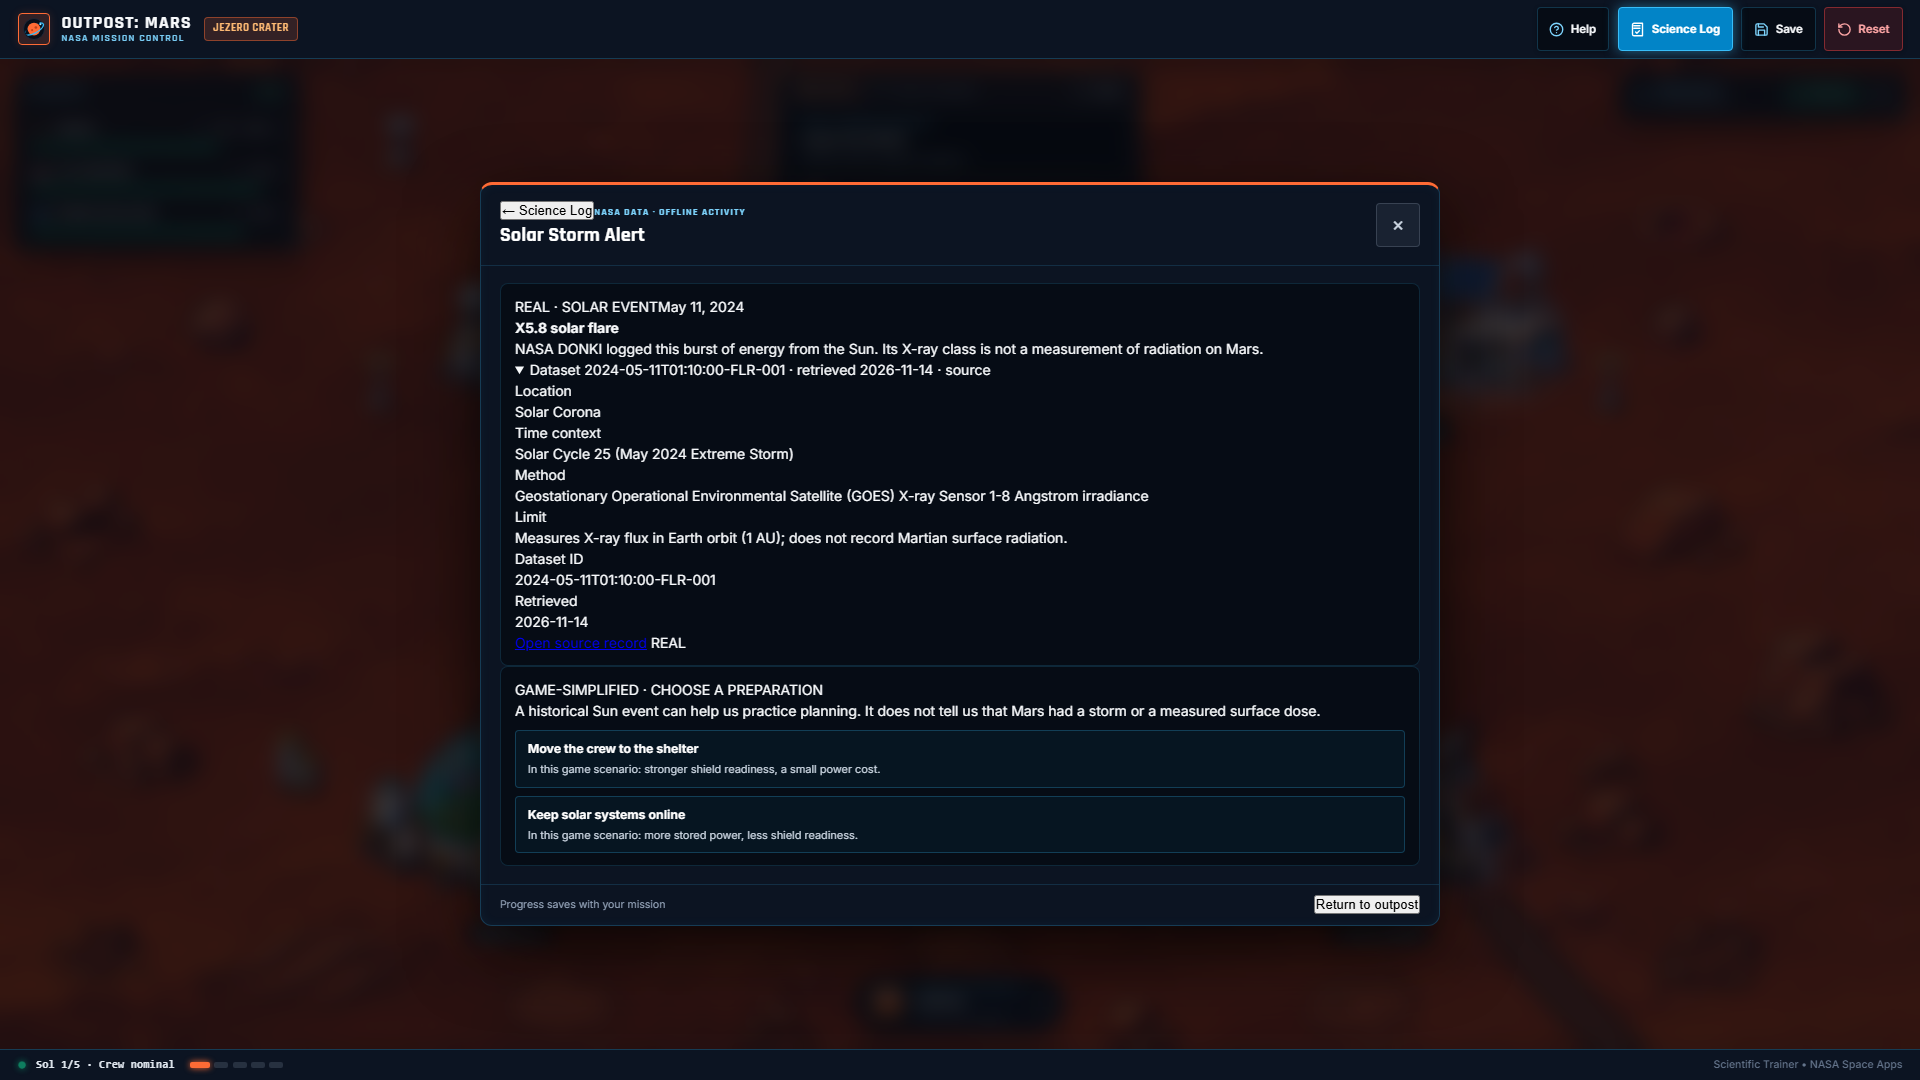 OUTPOST: MARS
NASA MISSION CONTROL
JEZERO CRATER
Help
Science Log
Save
Reset
← Science Log
NASA DATA · OFFLINE ACTIVITY
Solar Storm Alert
×
REAL · SOLAR EVENTMay 11, 2024
X5.8 solar flare
NASA DONKI logged this burst of energy from the Sun. Its X-ray class is not a measurement of radiation on Mars.
▼ Dataset 2024-05-11T01:10:00-FLR-001 · retrieved 2026-11-14 · source
Location
Solar Corona
Time context
Solar Cycle 25 (May 2024 Extreme Storm)
Method
Geostationary Operational Environmental Satellite (GOES) X-ray Sensor 1-8 Angstrom irradiance
Limit
Measures X-ray flux in Earth orbit (1 AU); does not record Martian surface radiation.
Dataset ID
2024-05-11T01:10:00-FLR-001
Retrieved
2026-11-14
Open source record REAL
GAME-SIMPLIFIED · CHOOSE A PREPARATION
A historical Sun event can help us practice planning. It does not tell us that Mars had a storm or a measured surface dose.
Move the crew to the shelter
In this game scenario: stronger shield readiness, a small power cost.
Keep solar systems online
In this game scenario: more stored power, less shield readiness.
Progress saves with your mission
Return to outpost
Sol 1/5 · Crew nominal
Scientific Trainer • NASA Space Apps